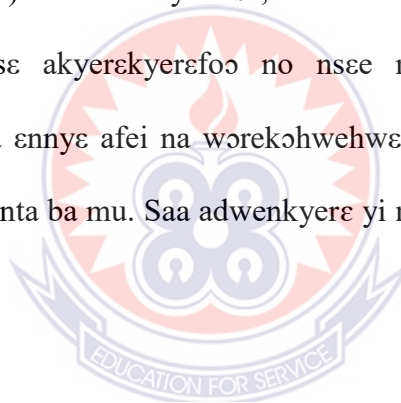 sɛ akyerɛkyerɛfoɔ no nsɛe
ɛnnyɛ afei na wɔrekɔhwehwɛ
nta ba mu. Saa adwenkyerɛ yi
EDUCATION FOR SERVICE